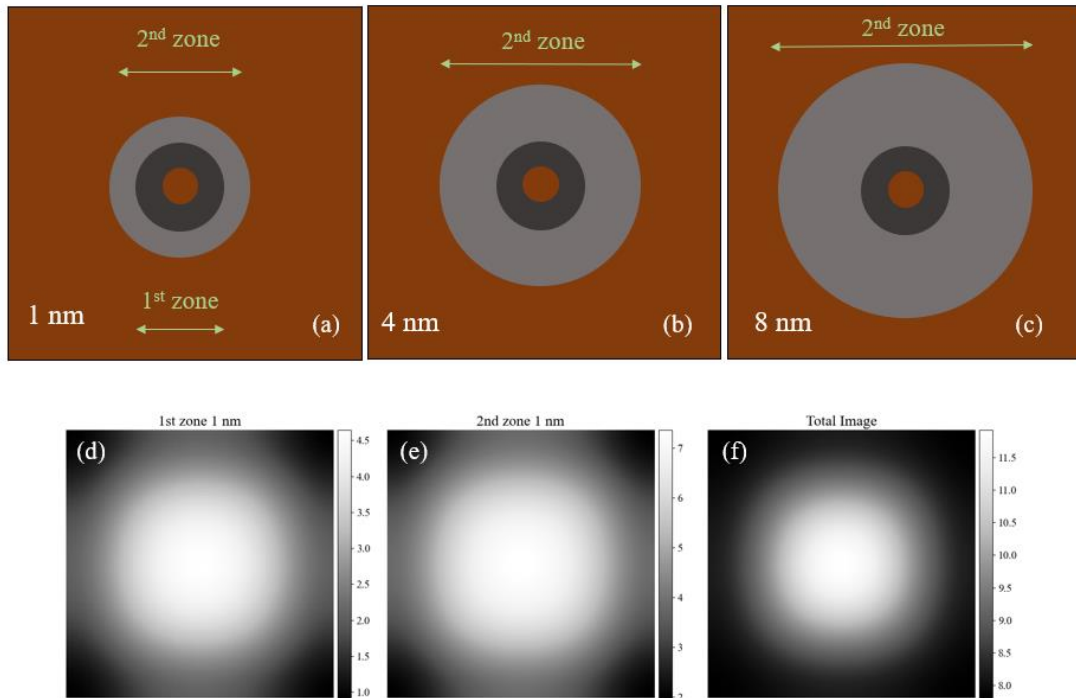 2nd zone
1st zone
1 nm
(a)
2nd zone
4 nm
(b)
2nd zone
8 nm
(c)
1st zone 1 nm
(d)
4.5
4.0
3.5
3.0
2.5
2.0
1.5
1.0
2nd zone 1 nm
(e)
7
6
5
4
3
2
Total Image
(f)
11.5
11.0
10.5
10.0
9.5
9.0
8.5
8.0